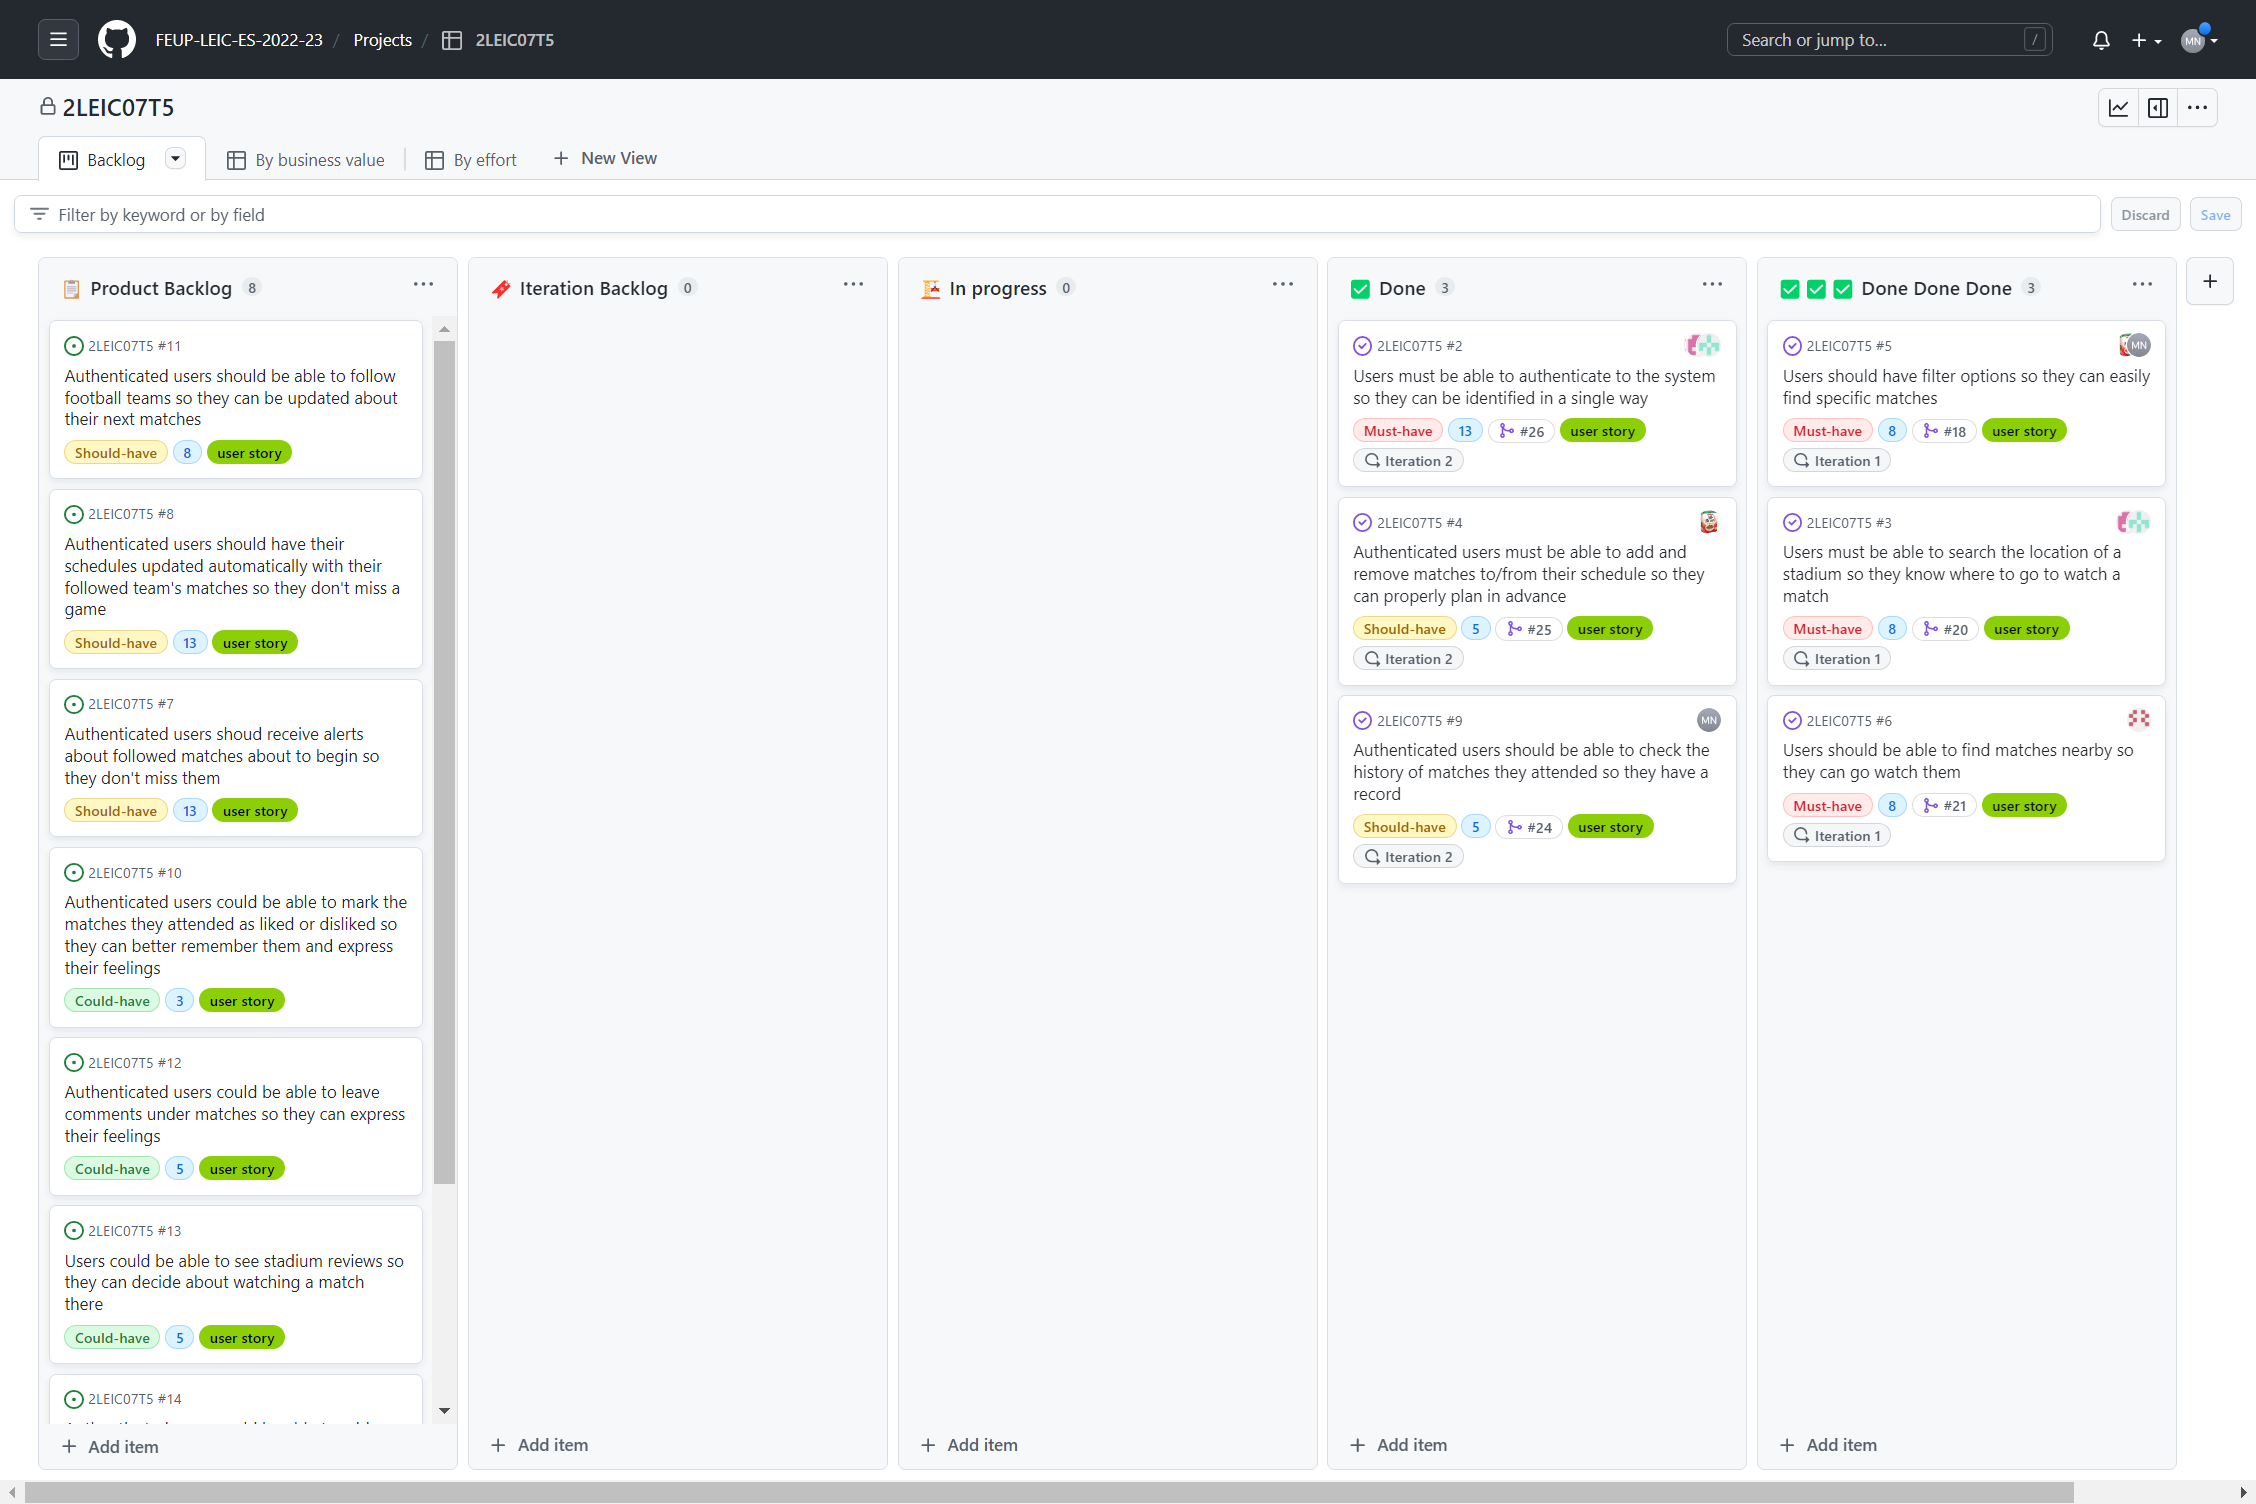 FEUP-LEIC-ES-2022-23 / Projects / 2LEIC07T5
Search or jump to... /
MN
2LEIC07T5
Backlog
By business value
By effort
New View
Filter by keyword or by field
Discard
Save
Product Backlog 8
2LEIC07T5 #11
Authenticated users should be able to follow
football teams so they can be updated about
their next matches
Should-have 8 user story
2LEIC07T5 #8
Authenticated users should have their
schedules updated automatically with their
followed team's matches so they don't miss a
game
Should-have 13 user story
2LEIC07T5 #7
Authenticated users shoud receive alerts
about followed matches about to begin so
they don't miss them
Should-have 13 user story
2LEIC07T5 #10
Authenticated users could be able to mark the
matches they attended as liked or disliked so
they can better remember them and express
their feelings
Could-have 3 user story
2LEIC07T5 #12
Authenticated users could be able to leave
comments under matches so they can express
their feelings
Could-have 5 user story
2LEIC07T5 #13
Users could be able to see stadium reviews so
they can decide about watching a match
there
Could-have 5 user story
2LEIC07T5 #14
Add item
Iteration Backlog 0
Add item
In progress 0
Add item
Done 3
2LEIC07T5 #2
Users must be able to authenticate to the system
so they can be identified in a single way
Must-have 13 #26 user story
Iteration 2
2LEIC07T5 #4
Authenticated users must be able to add and
remove matches to/from their schedule so they
can properly plan in advance
Should-have 5 #25 user story
Iteration 2
2LEIC07T5 #9
MN
Authenticated users should be able to check the
history of matches they attended so they have a
record
Should-have 5 #24 user story
Iteration 2
Add item
Done Done Done 3
2LEIC07T5 #5
MN
Users should have filter options so they can easily
find specific matches
Must-have 8 #18 user story
Iteration 1
2LEIC07T5 #3
Users must be able to search the location of a
stadium so they know where to go to watch a
match
Must-have 8 #20 user story
Iteration 1
2LEIC07T5 #6
Users should be able to find matches nearby so
they can go watch them
Must-have 8 #21 user story
Iteration 1
Add item